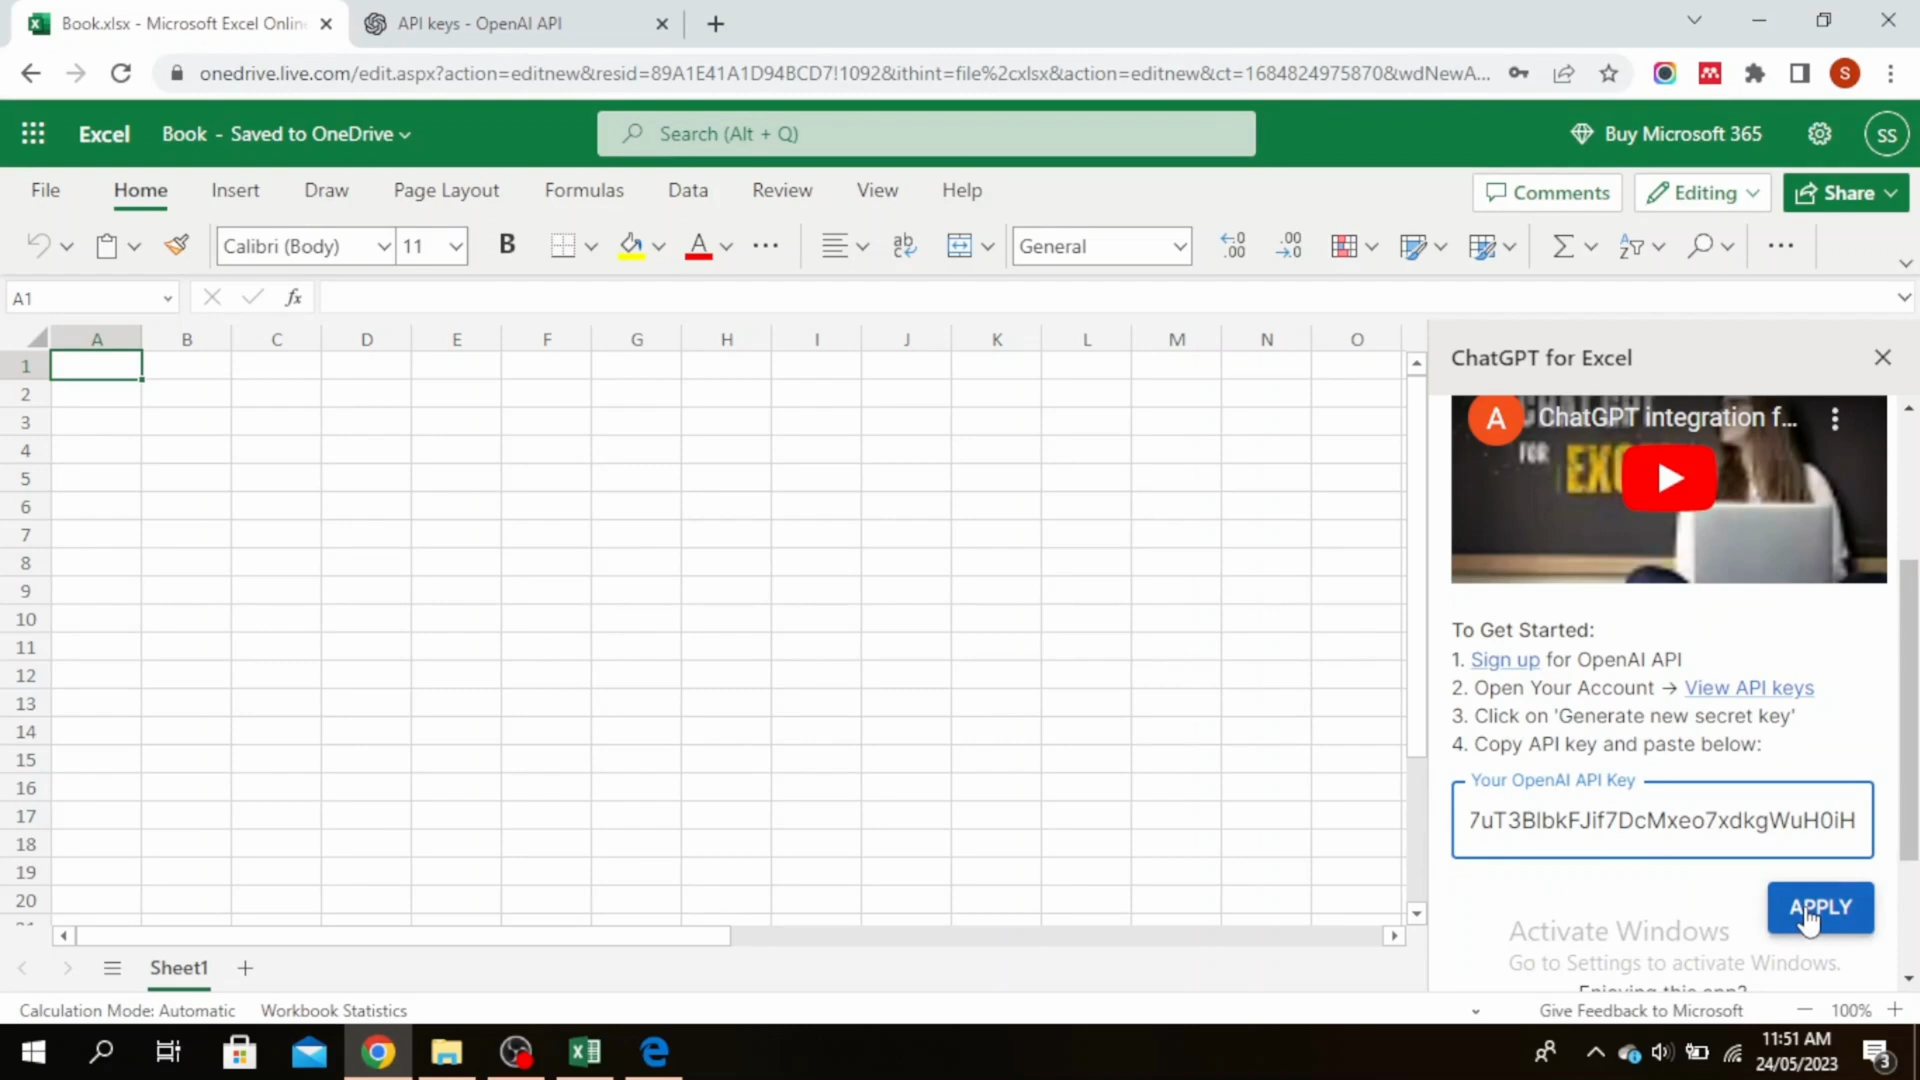 Book.xlsx - Microsoft Excel Online
API keys - OpenAI API
onedrive.live.com/edit.aspx?action=editnew&resid=89A1E41A1D94BCD7!1092&ithint=file%2cxlsx&action=editnew&ct=1684824975870&wdNewA...
S
Excel
Book - Saved to OneDrive
Search (Alt + Q)
Buy Microsoft 365
SS
File Home Insert Draw Page Layout Formulas Data Review View Help
Comments Editing Share
Calibri (Body) 11 B A ab General
A1 fx
A B C D E F G H I J K L M N O
1
2
3
4
5
6
7
8
9
10
11
12
13
14
15
16
17
18
19
20
ChatGPT for Excel
A ChatGPT integration f...
FOR
To Get Started:
1. Sign up for OpenAI API
2. Open Your Account → View API keys
3. Click on 'Generate new secret key'
4. Copy API key and paste below:
Your OpenAI API Key
7uT3BlbkFJif7DcMxeo7xdkgWuH0iH
APPLY
Activate Windows
Go to Settings to activate Windows.
Enjoying this app?
Sheet1
Calculation Mode: Automatic Workbook Statistics
Give Feedback to Microsoft
100%
11:51 AM
24/05/2023
3